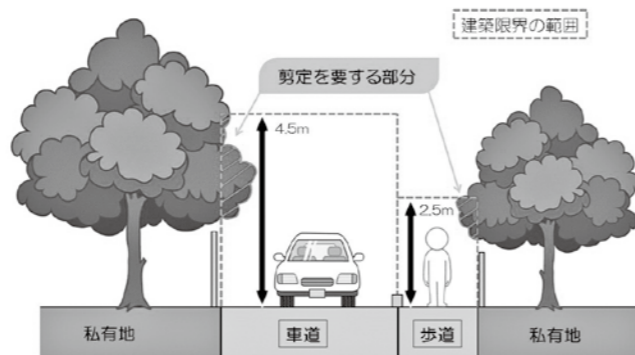 建築限界の範囲
剪定を要する部分
4.5m
2.5m
私有地
車道
歩道
私有地